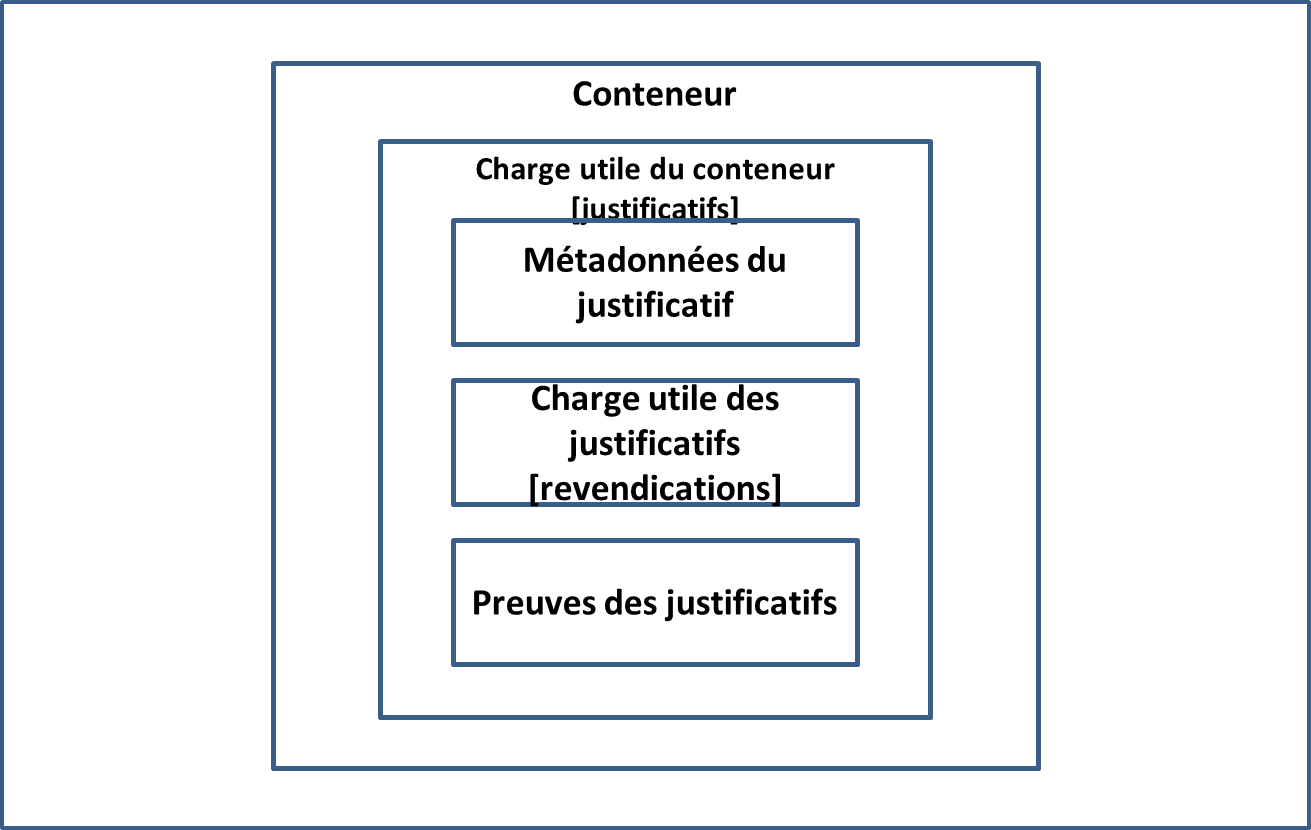 Conteneur
Charge utile du conteneur
[justificatifs]
Métadonnées du
justificatif
Charge utile des
justificatifs
[revendications]
Preuves des justificatifs